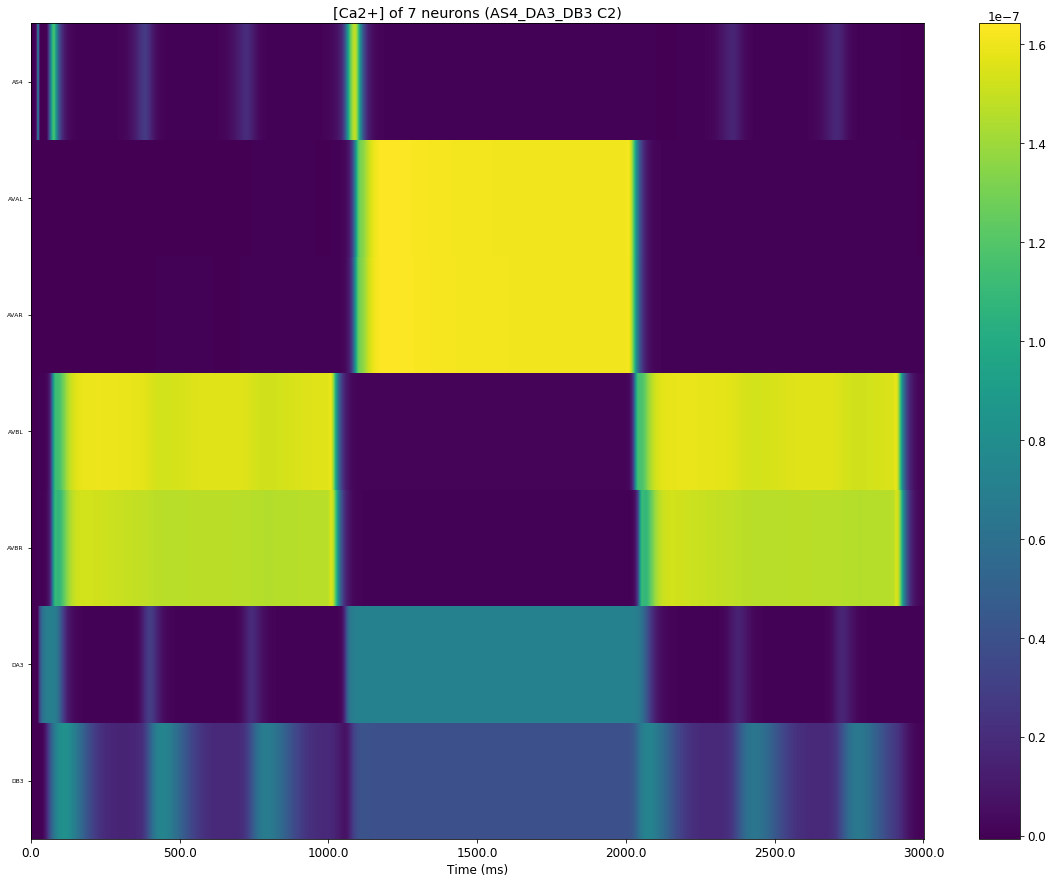 [Ca2+] of 7 neurons (AS4_DA3_DB3 C2)
1e−7
AS4
AVAL
AVAR
AVBL
AVBR
DA3
DB3
0.0 500.0 1000.0 1500.0 2000.0 2500.0 3000.0
Time (ms)
1.6
1.4
1.2
1.0
0.8
0.6
0.4
0.2
0.0